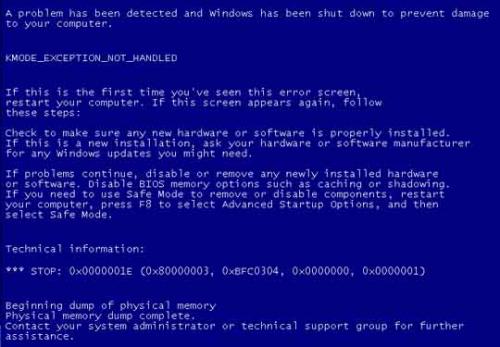 A problem has been detected and Windows has been shut down to prevent damage
to your computer.
KMODE_EXCEPTION_NOT_HANDLED
If this is the first time you've seen this error screen,
restart your computer. If this screen appears again, follow
these steps:
Check to make sure any new hardware or software is properly installed.
If this is a new installation, ask your hardware or software manufacturer
for any Windows updates you might need.
If problems continue, disable or remove any newly installed hardware
or software. Disable BIOS memory options such as caching or shadowing.
If you need to use Safe Mode to remove or disable components, restart
your computer, press F8 to select Advanced Startup Options, and then
select Safe Mode.
Technical information:
*** STOP: 0x0000001E (0x80000003, 0xBFC0304, 0x0000000, 0x0000001)
Beginning dump of physical memory
Physical memory dump complete.
Contact your system administrator or technical support group for further
assistance.